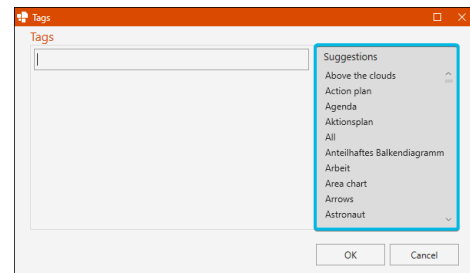 Tags
Tags
Suggestions
Above the clouds
Action plan
Agenda
Aktionsplan
All
Anteilhaftes Balkendiagramm
Arbeit
Area chart
Arrows
Astronaut
OK
Cancel